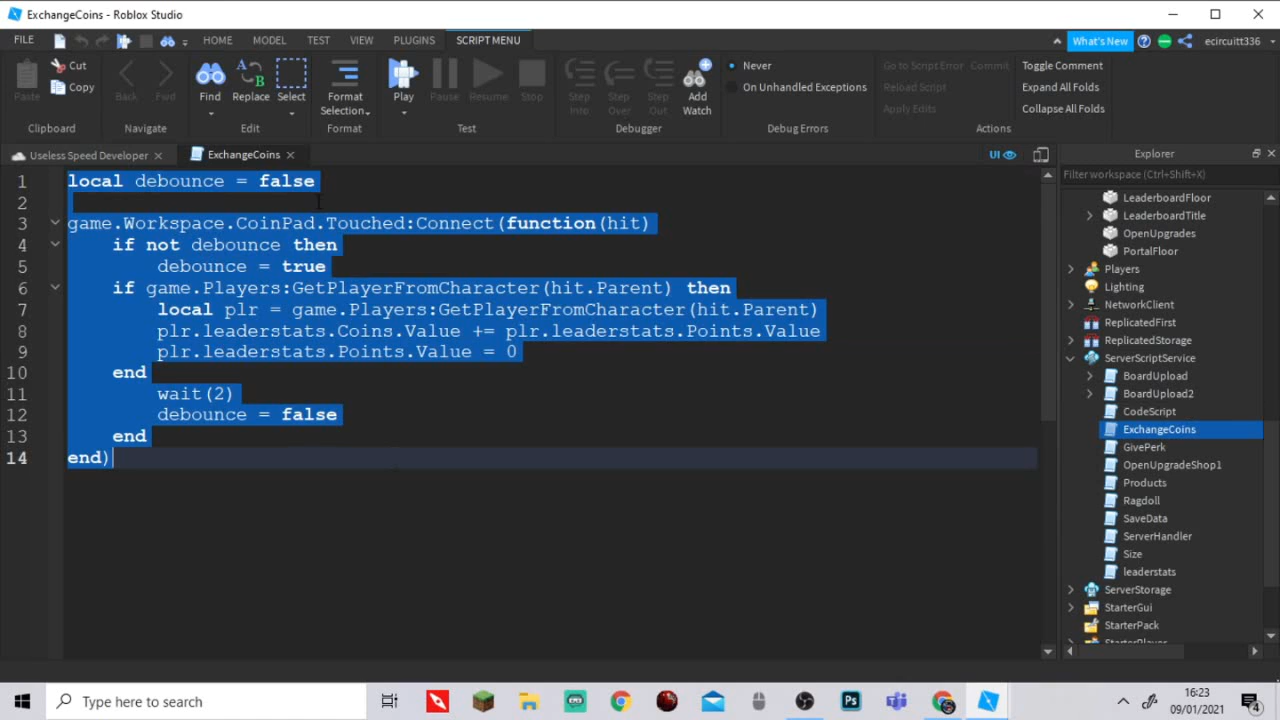 ExchangeCoins - Roblox Studio
FILE HOME MODEL TEST VIEW PLUGINS SCRIPT MENU What's New ecircuitt336
Paste Cut Copy
Clipboard
Back Fwd
Navigate
Find Replace Select
Edit
Format Selection
Format
Play Pause Resume Stop
Test
Step Into Step Over Step Out Add Watch
Debugger
Never
On Unhandled Exceptions
Debug Errors
Go to Script Error Commit
Reload Script
Apply Edits
Toggle Comment
Expand All Folds
Collapse All Folds
Actions
Useless Speed Developer ExchangeCoins UI
1 local debounce = false
2
3 game.Workspace.CoinPad.Touched:Connect(function(hit)
4 if not debounce then
5 debounce = true
6 if game.Players:GetPlayerFromCharacter(hit.Parent) then
7 local plr = game.Players:GetPlayerFromCharacter(hit.Parent)
8 plr.leaderstats.Coins.Value += plr.leaderstats.Points.Value
9 plr.leaderstats.Points.Value = 0
10 end
11 wait(2)
12 debounce = false
13 end
14 end)
Explorer
Filter workspace (Ctrl+Shift+X)
LeaderboardFloor
LeaderboardTitle
OpenUpgrades
PortalFloor
Players
Lighting
NetworkClient
ReplicatedFirst
ReplicatedStorage
ServerScriptService
BoardUpload
BoardUpload2
CodeScript
ExchangeCoins
GivePerk
OpenUpgradeShop1
Products
Ragdoll
SaveData
ServerHandler
Size
leaderstats
ServerStorage
StarterGui
StarterPack
StarterPlayer
Type here to search
16:23
09/01/2021
4